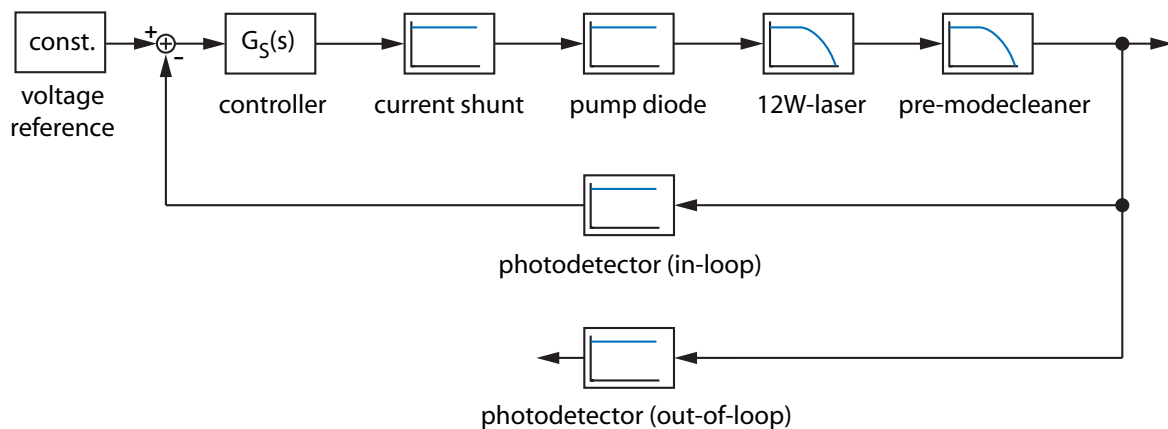 const.
+
-
G_S(s)
voltage
reference
controller
current shunt
pump diode
12W-laser
pre-modecleaner
photodetector (in-loop)
photodetector (out-of-loop)